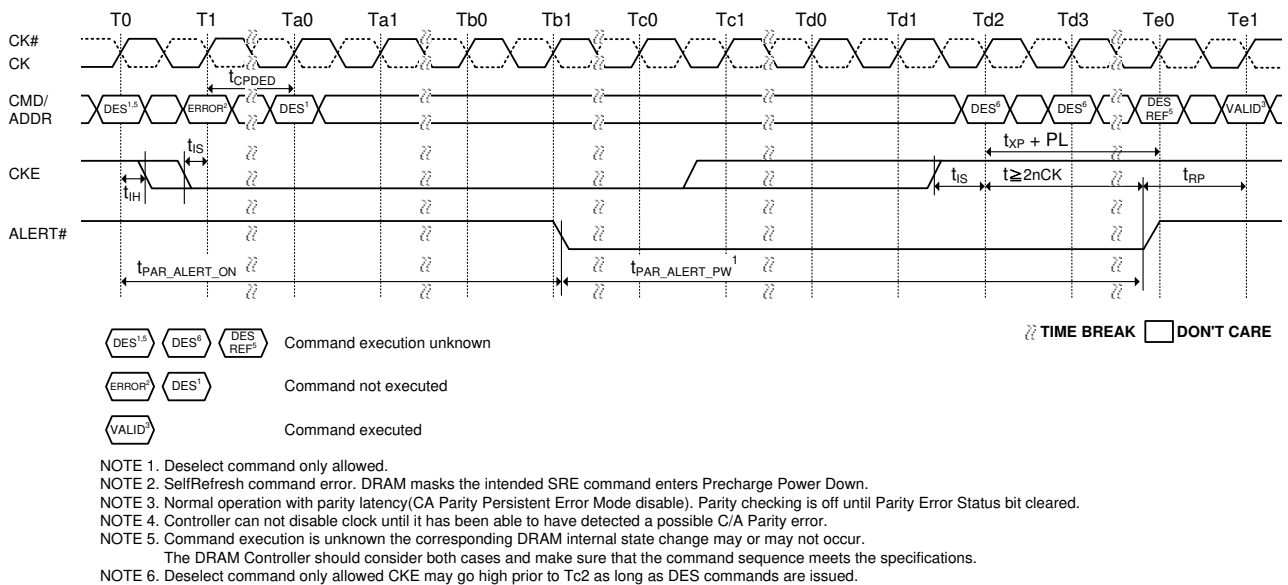 T0 T1 Ta0 Ta1 Tb0 Tb1 Tc0 Tc1 Td0 Td1 Td2 Td3 Te0 Te1
CK#
CK
tCPDED
CMD/
ADDR
DES1,5 ERROR2 DES1 DES6 DES6 DES REF5 VALID3
tIS
tXP + PL
CKE
tIH
tIS t≧2nCK tRP
ALERT#
tPAR_ALERT_ON tPAR_ALERT_PW1
DES1,5 DES6 DES REF5 Command execution unknown
TIME BREAK DON'T CARE
ERROR2 DES1 Command not executed
VALID3 Command executed
NOTE 1. Deselect command only allowed.
NOTE 2. SelfRefresh command error. DRAM masks the intended SRE command enters Precharge Power Down.
NOTE 3. Normal operation with parity latency(CA Parity Persistent Error Mode disable). Parity checking is off until Parity Error Status bit cleared.
NOTE 4. Controller can not disable clock until it has been able to have detected a possible C/A Parity error.
NOTE 5. Command execution is unknown the corresponding DRAM internal state change may or may not occur.
The DRAM Controller should consider both cases and make sure that the command sequence meets the specifications.
NOTE 6. Deselect command only allowed CKE may go high prior to Tc2 as long as DES commands are issued.